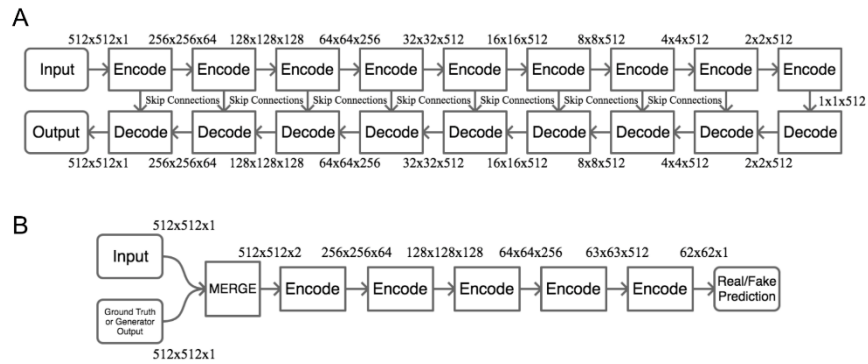 A
512x512x1 256x256x64 128x128x128 64x64x256 32x32x512 16x16x512 8x8x512 4x4x512 2x2x512
Input Encode Encode Encode Encode Encode Encode Encode Encode Encode
Skip Connections Skip Connections Skip Connections Skip Connections Skip Connections Skip Connections Skip Connections 1x1x512
Output Decode Decode Decode Decode Decode Decode Decode Decode Decode
512x512x1 256x256x64 128x128x128 64x64x256 32x32x512 16x16x512 8x8x512 4x4x512 2x2x512
B
512x512x1
512x512x2 256x256x64 128x128x128 64x64x256 63x63x512 62x62x1
Input
MERGE Encode Encode Encode Encode Encode
Real/Fake
Prediction
Ground Truth
or Generator
Output
512x512x1